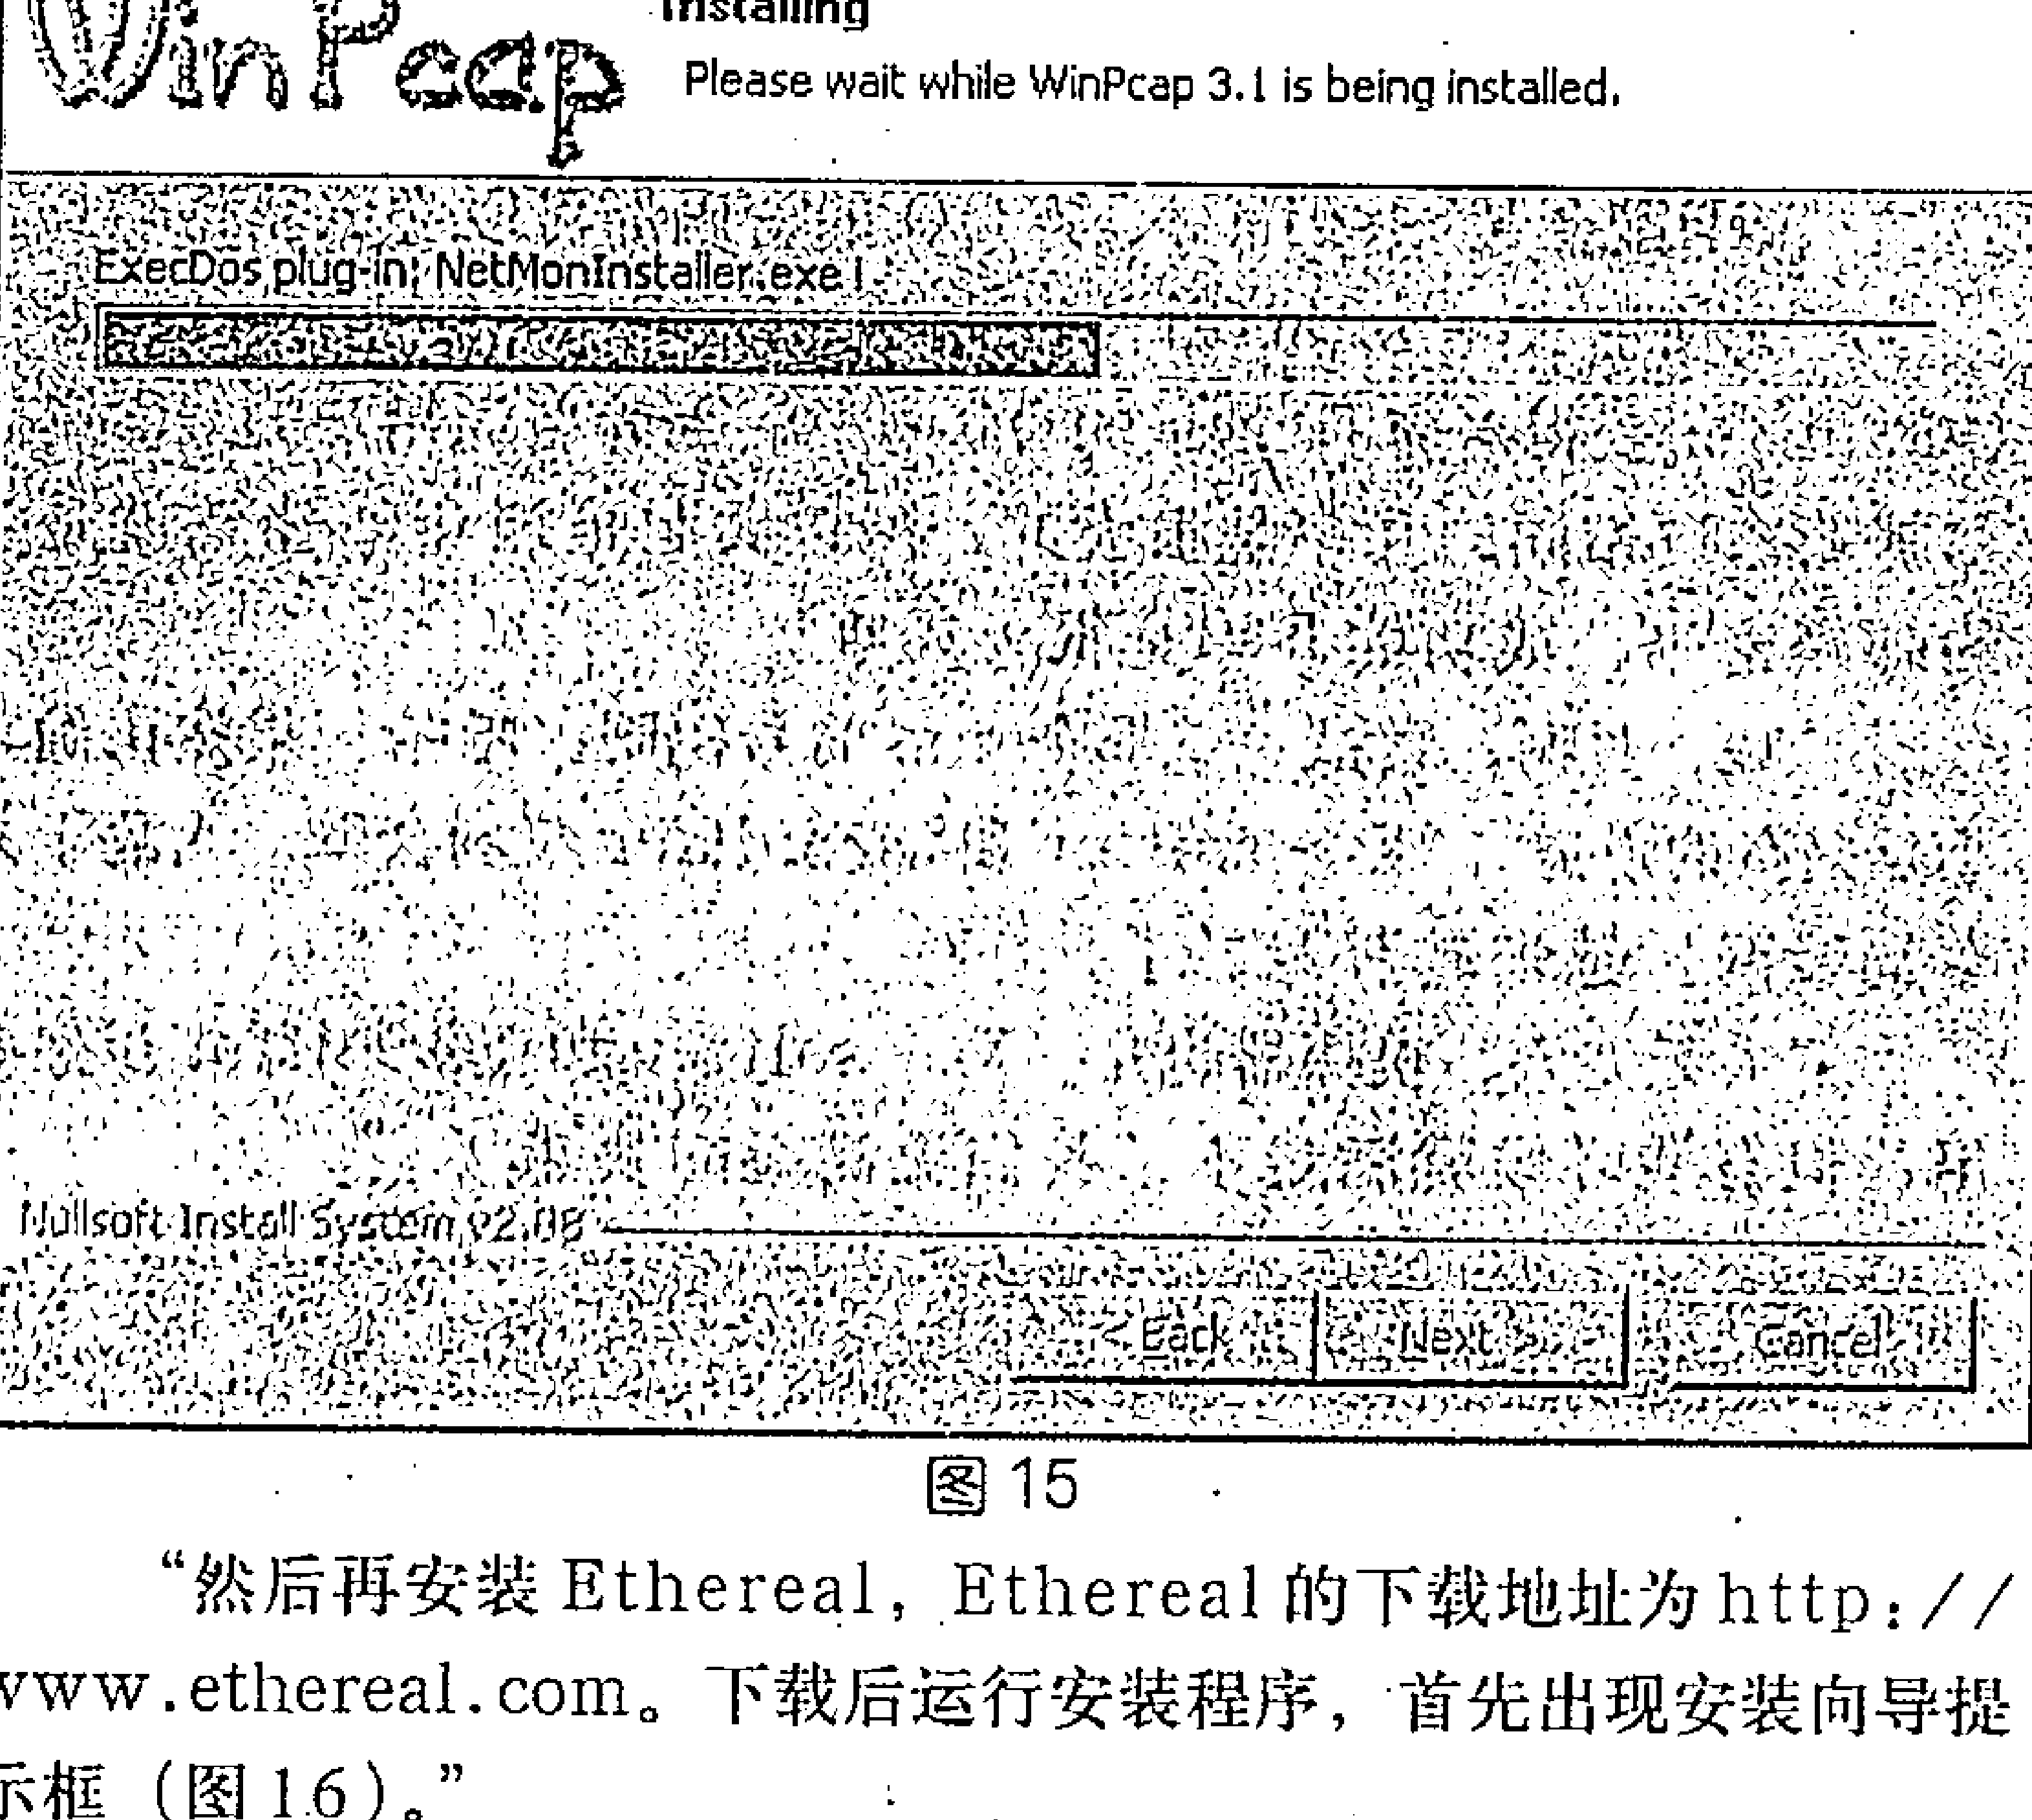 WinPcap
Installing
Please wait while WinPcap 3.1 is being installed.
ExecDos plug-in: NetMonInstaller.exe i
Nullsoft Install System v2.08
< Back Next > Cancel
图 15
“然后再安装 Ethereal，Ethereal 的下载地址为 http://
www.ethereal.com。下载后运行安装程序，首先出现安装向导提
示框（图 16）。”